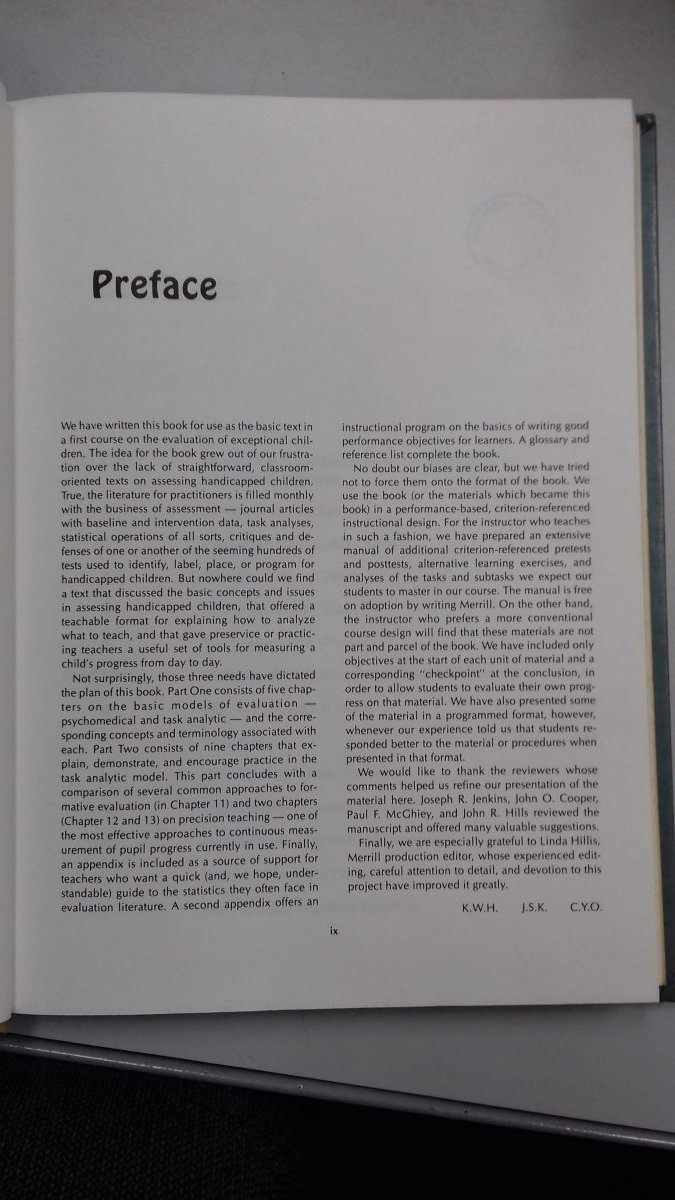 Preface
We have written this book for use as the basic text in
a first course on the evaluation of exceptional chil-
dren. The idea for the book grew out of our frustra-
tion over the lack of straightforward, classroom-
oriented texts on assessing handicapped children.
True, the literature for practitioners is filled monthly
with the business of assessment — journal articles
with baseline and intervention data, task analyses,
statistical operations of all sorts, critiques and de-
fenses of one or another of the seeming hundreds of
tests used to identify, label, place, or program for
handicapped children. But nowhere could we find
a text that discussed the basic concepts and issues
in assessing handicapped children, that offered a
teachable format for explaining how to analyze
what to teach, and that gave preservice or practic-
ing teachers a useful set of tools for measuring a
child's progress from day to day.
Not surprisingly, those three needs have dictated
the plan of this book. Part One consists of five chap-
ters on the basic models of evaluation —
psychomedical and task analytic — and the corre-
sponding concepts and terminology associated with
each. Part Two consists of nine chapters that ex-
plain, demonstrate, and encourage practice in the
task analytic model. This part concludes with a
comparison of several common approaches to for-
mative evaluation (in Chapter 11) and two chapters
(Chapter 12 and 13) on precision teaching — one of
the most effective approaches to continuous meas-
urement of pupil progress currently in use. Finally,
an appendix is included as a source of support for
teachers who want a quick (and, we hope, under-
standable) guide to the statistics they often face in
evaluation literature. A second appendix offers an
instructional program on the basics of writing good
performance objectives for learners. A glossary and
reference list complete the book.
No doubt our biases are clear, but we have tried
not to force them onto the format of the book. We
use the book (or the materials which became this
book) in a performance-based, criterion-referenced
instructional design. For the instructor who teaches
in such a fashion, we have prepared an extensive
manual of additional criterion-referenced pretests
and posttests, alternative learning exercises, and
analyses of the tasks and subtasks we expect our
students to master in our course. The manual is free
on adoption by writing Merrill. On the other hand,
the instructor who prefers a more conventional
course design will find that these materials are not
part and parcel of the book. We have included only
objectives at the start of each unit of material and a
corresponding "checkpoint" at the conclusion, in
order to allow students to evaluate their own prog-
ress on that material. We have also presented some
of the material in a programmed format, however,
whenever our experience told us that students re-
sponded better to the material or procedures when
presented in that format.
We would like to thank the reviewers whose
comments helped us refine our presentation of the
material here. Joseph R. Jenkins, John O. Cooper,
Paul F. McGhiey, and John R. Hills reviewed the
manuscript and offered many valuable suggestions.
Finally, we are especially grateful to Linda Hillis,
Merrill production editor, whose experienced edit-
ing, careful attention to detail, and devotion to this
project have improved it greatly.
K.W.H. J.S.K. C.Y.O.
ix